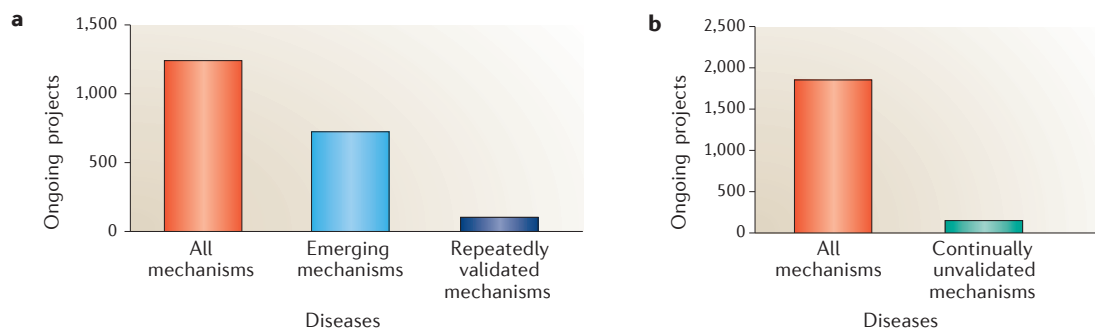 a
1,500
1,000
500
0
Ongoing projects
All
mechanisms
Emerging
mechanisms
Repeatedly
validated
mechanisms
Diseases
b
2,500
2,000
1,500
1,000
500
0
Ongoing projects
All
mechanisms
Continually
unvalidated
mechanisms
Diseases